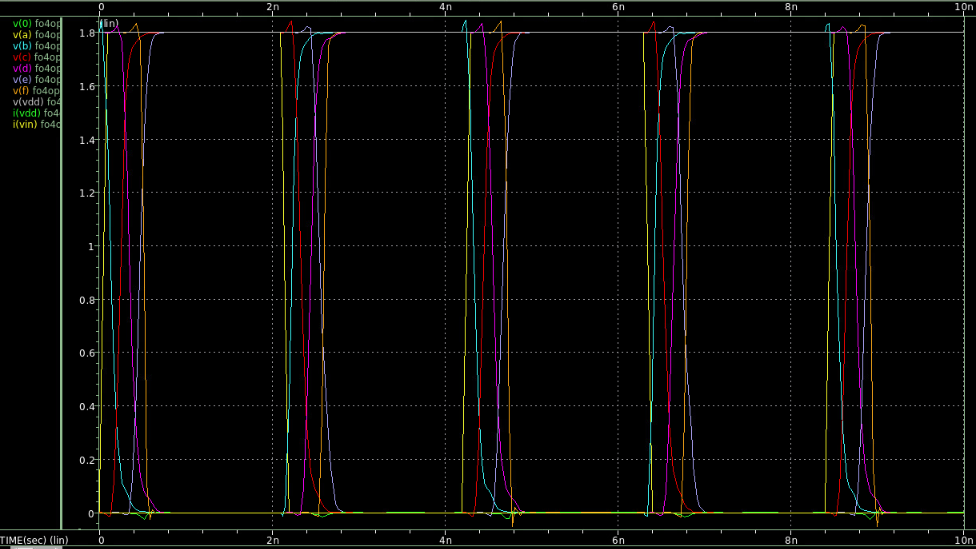 0 2n 4n 6n 8n 10n
(lin)
v(0) fo4op
v(a) fo4op
v(b) fo4op
v(c) fo4op
v(d) fo4op
v(e) fo4op
v(f) fo4op
v(vdd) fo4
i(vdd) fo4
i(vin) fo4o
1.8
1.6
1.4
1.2
1
0.8
0.6
0.4
0.2
0
TIME(sec) (lin) 0 2n 4n 6n 8n 10n